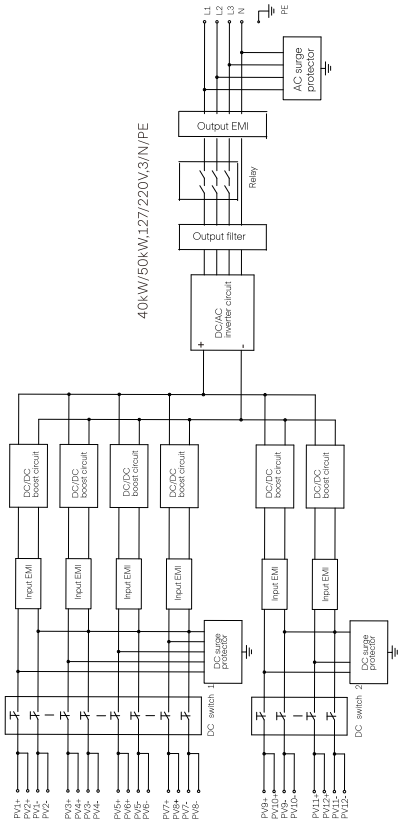 L1
L2
L3
N
PE
AC surge
protector
Output EMI
Relay
40kW/50kW,127/220V,3/N/PE
Output filter
DC/AC
inverter circuit
+
-
DC/DC
boost circuit
DC/DC
boost circuit
DC/DC
boost circuit
DC/DC
boost circuit
DC/DC
boost circuit
DC/DC
boost circuit
Input EMI
Input EMI
Input EMI
Input EMI
Input EMI
Input EMI
DC surge
protector
DC surge
protector
DC switch 1
DC switch 2
PV1+
PV2+
PV1-
PV2-
PV3+
PV4+
PV3-
PV4-
PV5+
PV6+
PV5-
PV6-
PV7+
PV8+
PV7-
PV8-
PV9+
PV10+
PV9-
PV10-
PV11+
PV12+
PV11-
PV12-